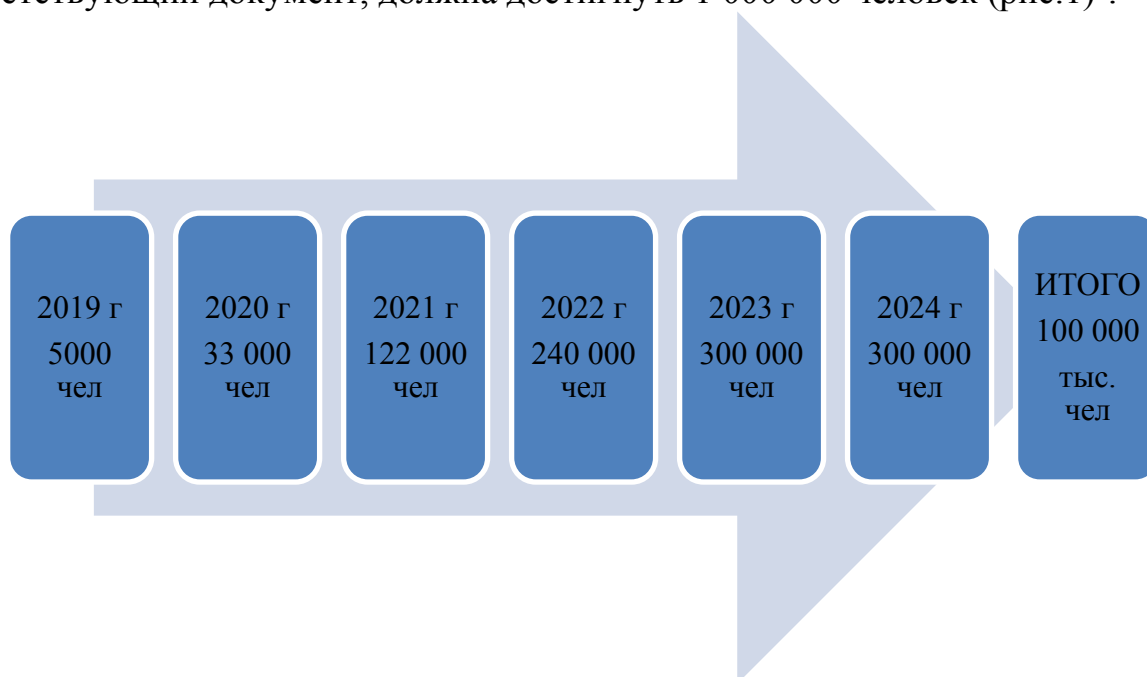 документ, должна достигнуть 1 000 000 человек (рис.1) .
2019 г
5000
чел
2020 г
33 000
чел
2021 г
122 000
чел
2022 г
240 000
чел
2023 г
300 000
чел
2024 г
300 000
чел
ИТОГО
100 000
тыс.
чел